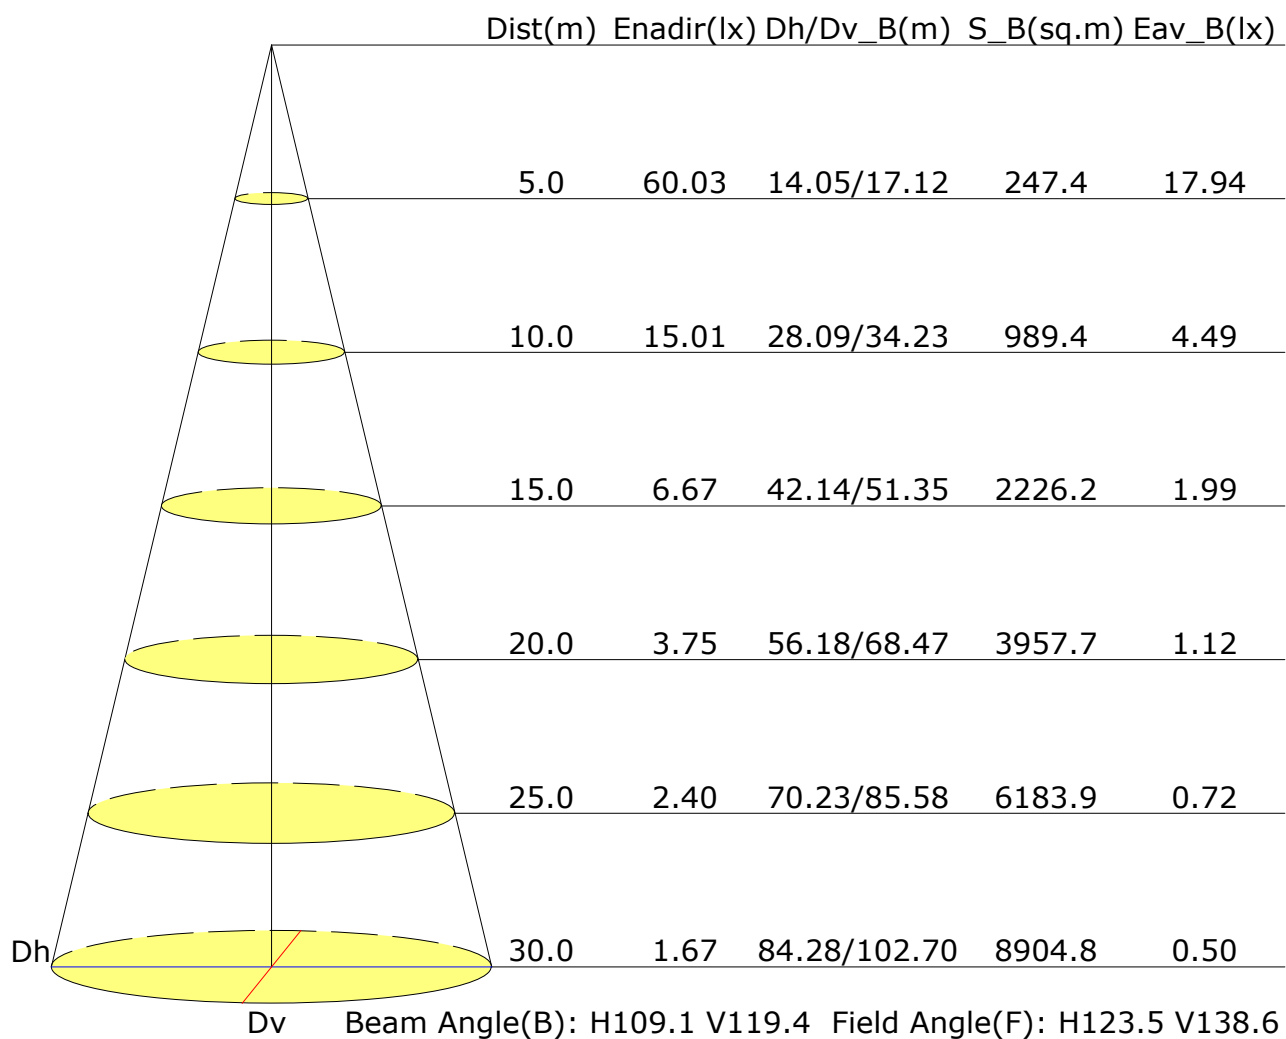 Dist(m) Enadir(lx) Dh/Dv_B(m) S_B(sq.m) Eav_B(lx)
5.0 60.03 14.05/17.12 247.4 17.94
10.0 15.01 28.09/34.23 989.4 4.49
15.0 6.67 42.14/51.35 2226.2 1.99
20.0 3.75 56.18/68.47 3957.7 1.12
25.0 2.40 70.23/85.58 6183.9 0.72
Dh 30.0 1.67 84.28/102.70 8904.8 0.50
Dv Beam Angle(B): H109.1 V119.4 Field Angle(F): H123.5 V138.6